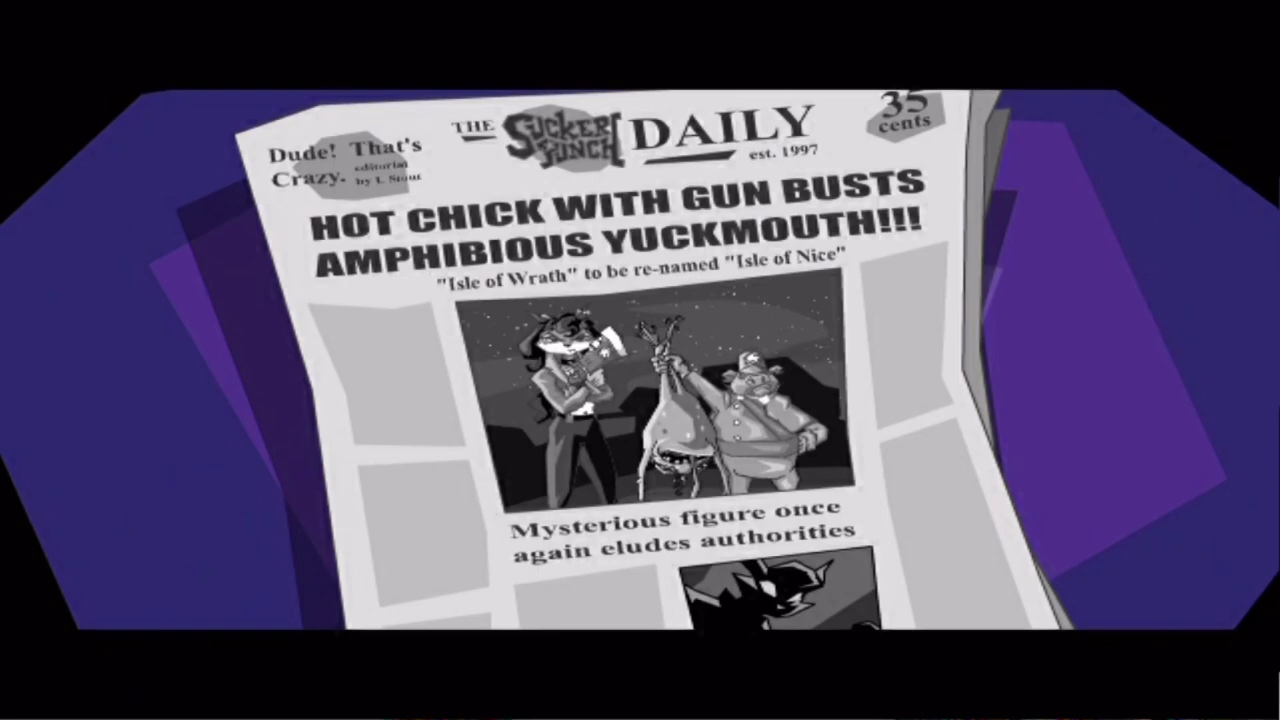 Dude! That's
Crazy. editorial
by I. Stout
THE SUCKER PUNCH DAILY
est. 1997
35
cents
HOT CHICK WITH GUN BUSTS
AMPHIBIOUS YUCKMOUTH!!!
"Isle of Wrath" to be re-named "Isle of Nice"
Mysterious figure once
again eludes authorities